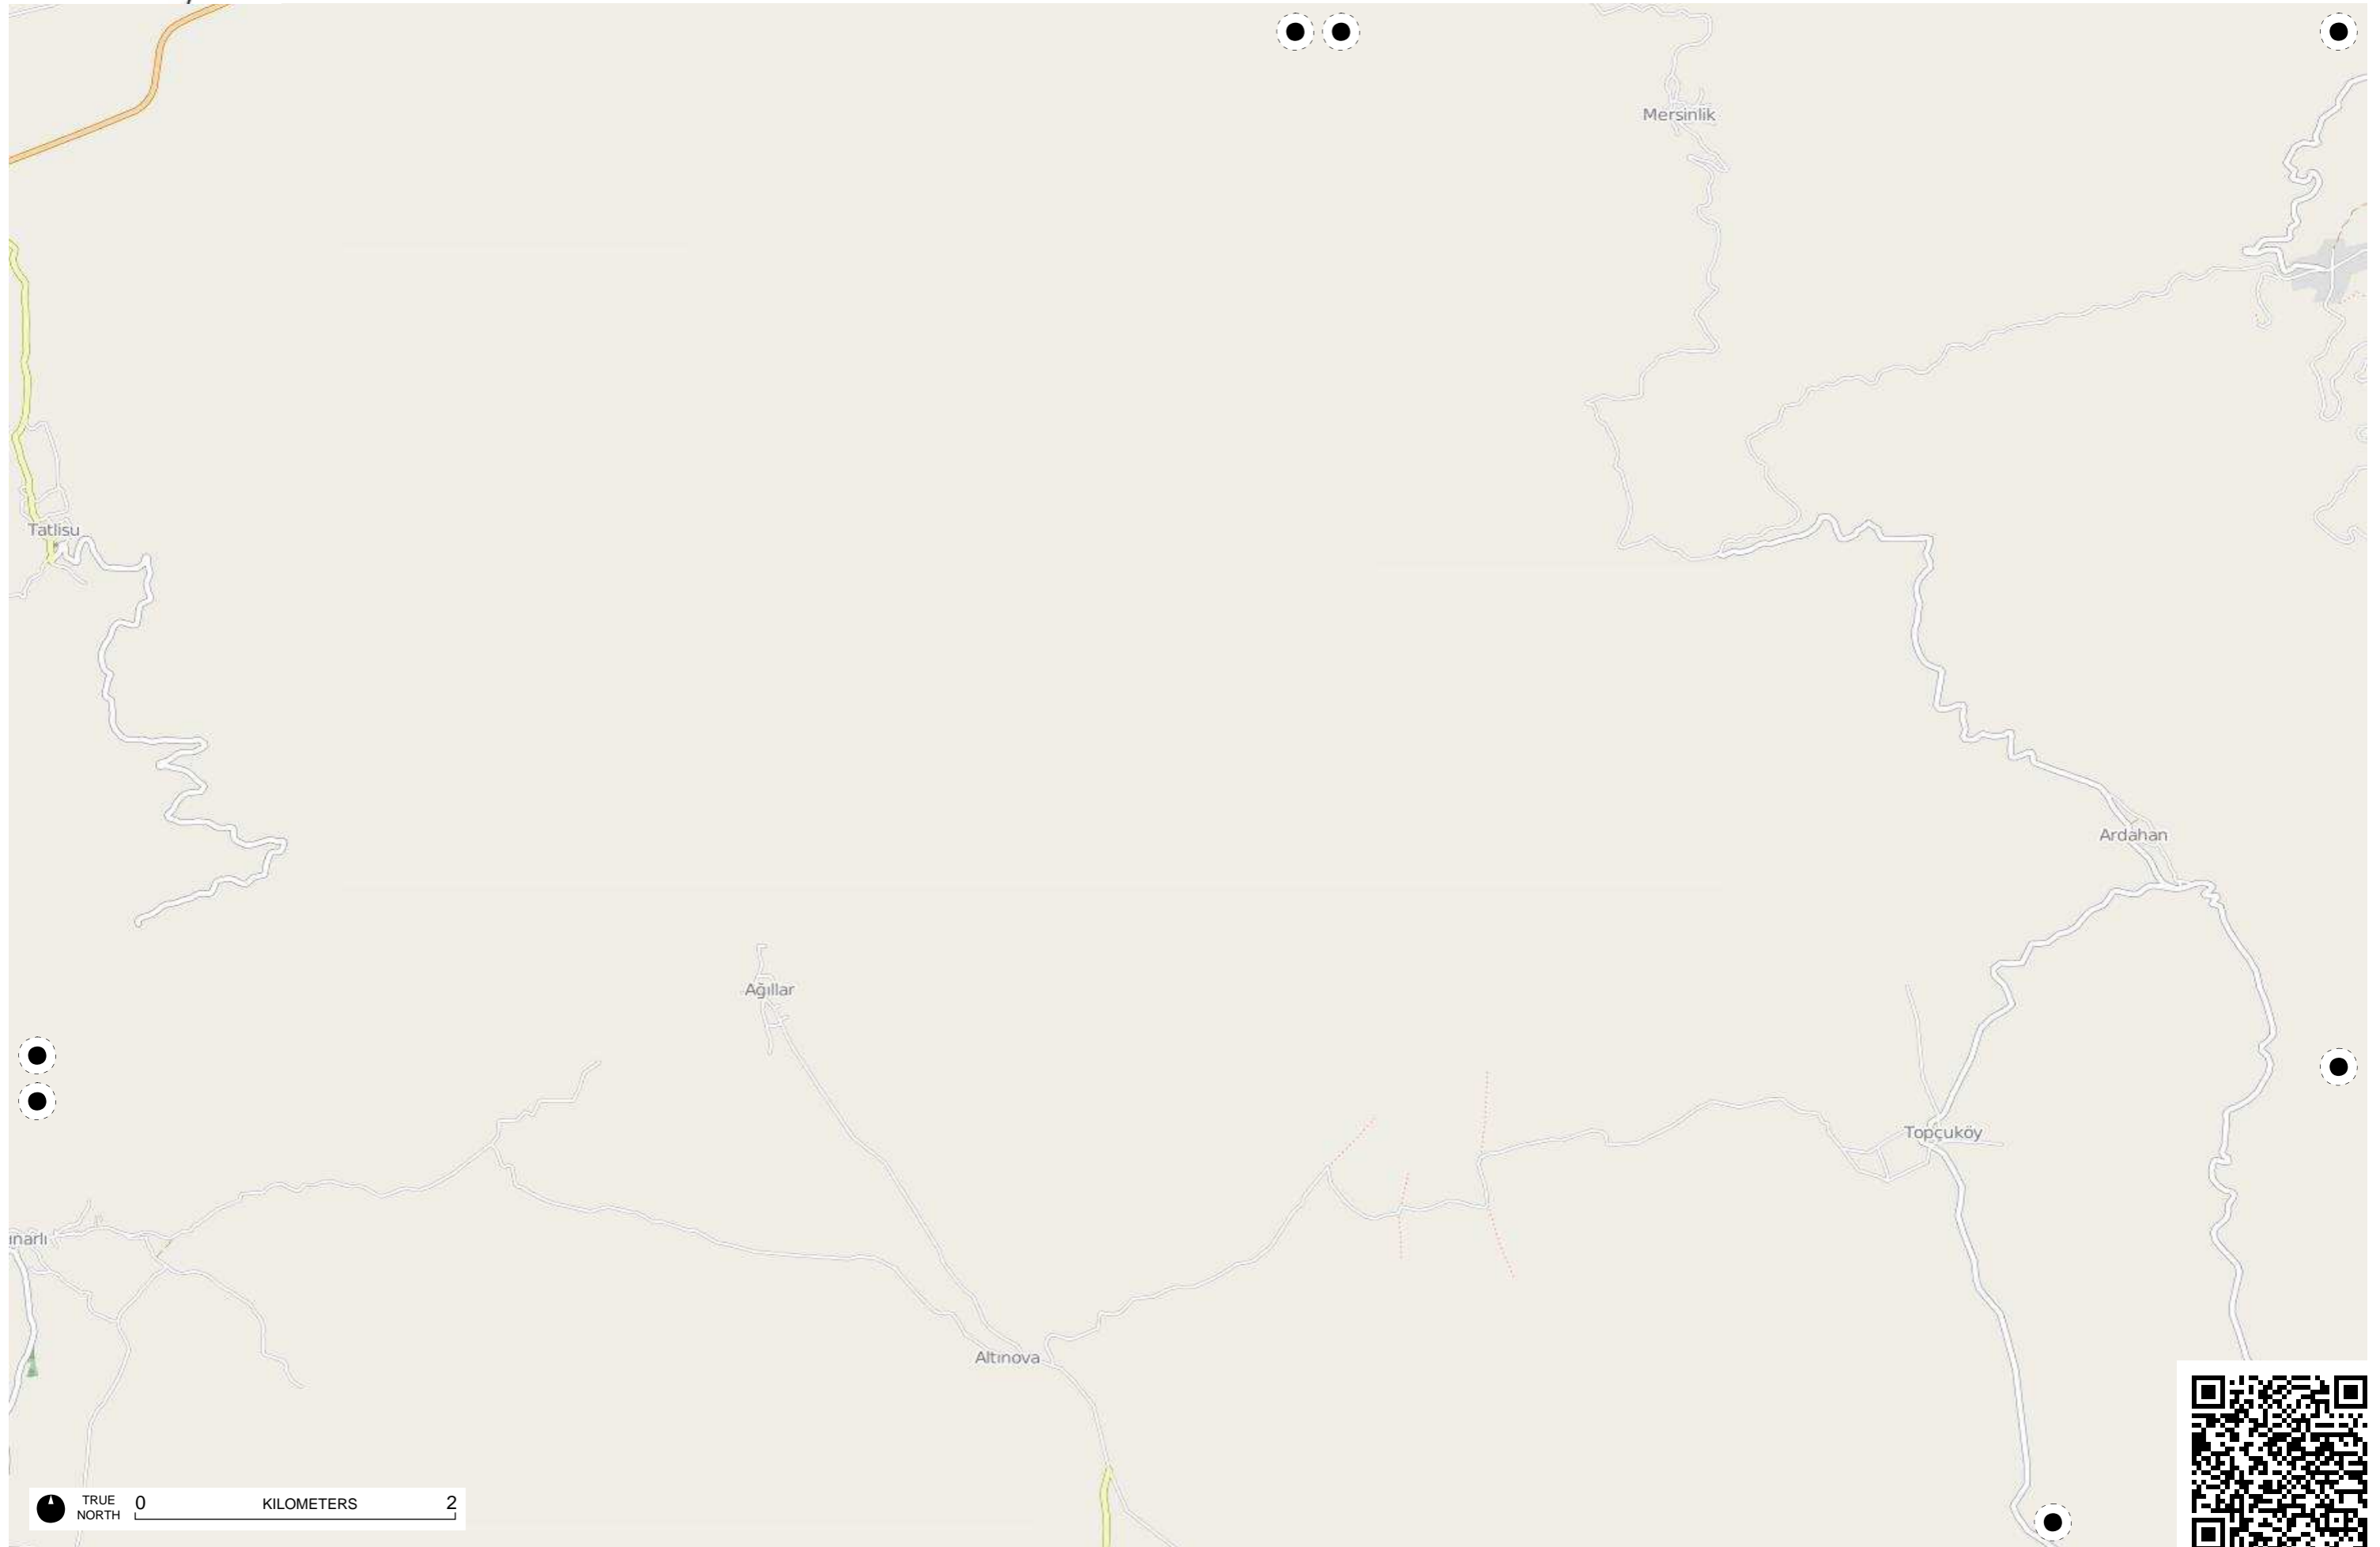 Mersinlik
Tatlısu
Ardahan
Ağıllar
Topçuköy
ınarlı
Altınova
TRUE
NORTH
0 KILOMETERS 2